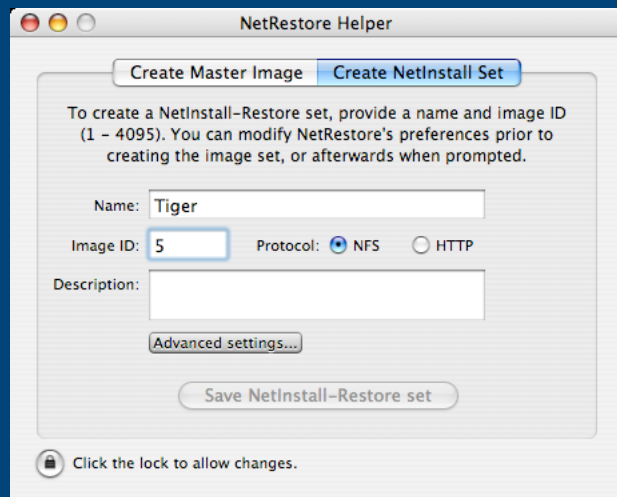 NetRestore Helper
Create Master Image Create NetInstall Set
To create a NetInstall-Restore set, provide a name and image ID
(1 - 4095). You can modify NetRestore's preferences prior to
creating the image set, or afterwards when prompted.
Name: Tiger
Image ID: 5 Protocol: NFS HTTP
Description:
Advanced settings...
Save NetInstall-Restore set
Click the lock to allow changes.